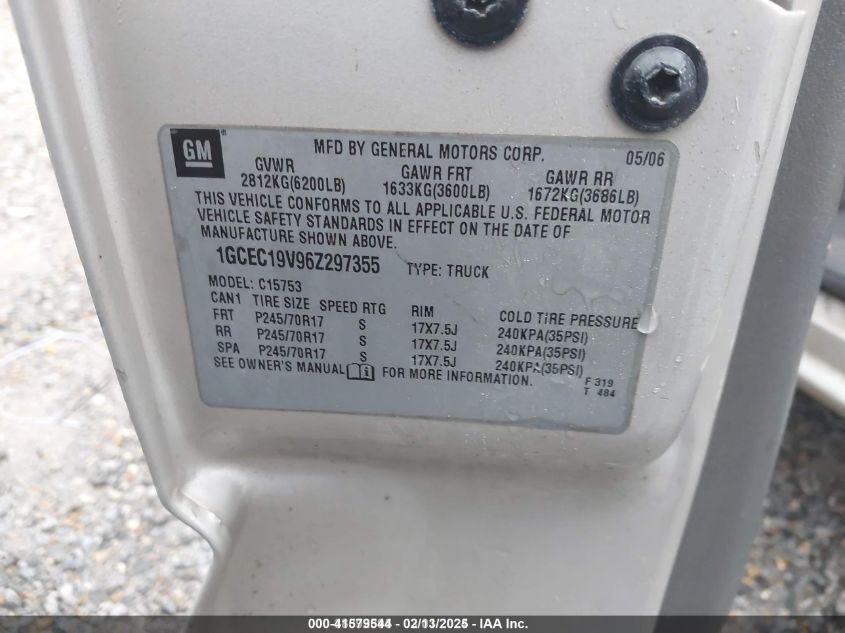 GM
MFD BY GENERAL MOTORS CORP. 05/06
GVWR GAWR FRT GAWR RR
2812KG(6200LB) 1633KG(3600LB) 1672KG(3686LB)
THIS VEHICLE CONFORMS TO ALL APPLICABLE U.S. FEDERAL MOTOR
VEHICLE SAFETY STANDARDS IN EFFECT ON THE DATE OF
MANUFACTURE SHOWN ABOVE.
1GCEC19V96Z297355 TYPE: TRUCK
MODEL: C15753
CAN1 TIRE SIZE SPEED RTG RIM COLD TIRE PRESSURE
FRT P245/70R17 S 17X7.5J 240KPA(35PSI)
RR P245/70R17 S 17X7.5J 240KPA(35PSI)
SPA P245/70R17 S 17X7.5J 240KPA(35PSI)
SEE OWNER'S MANUAL FOR MORE INFORMATION.
F 319
T 484
000-41579544 - 02/13/2025 - IAA Inc.